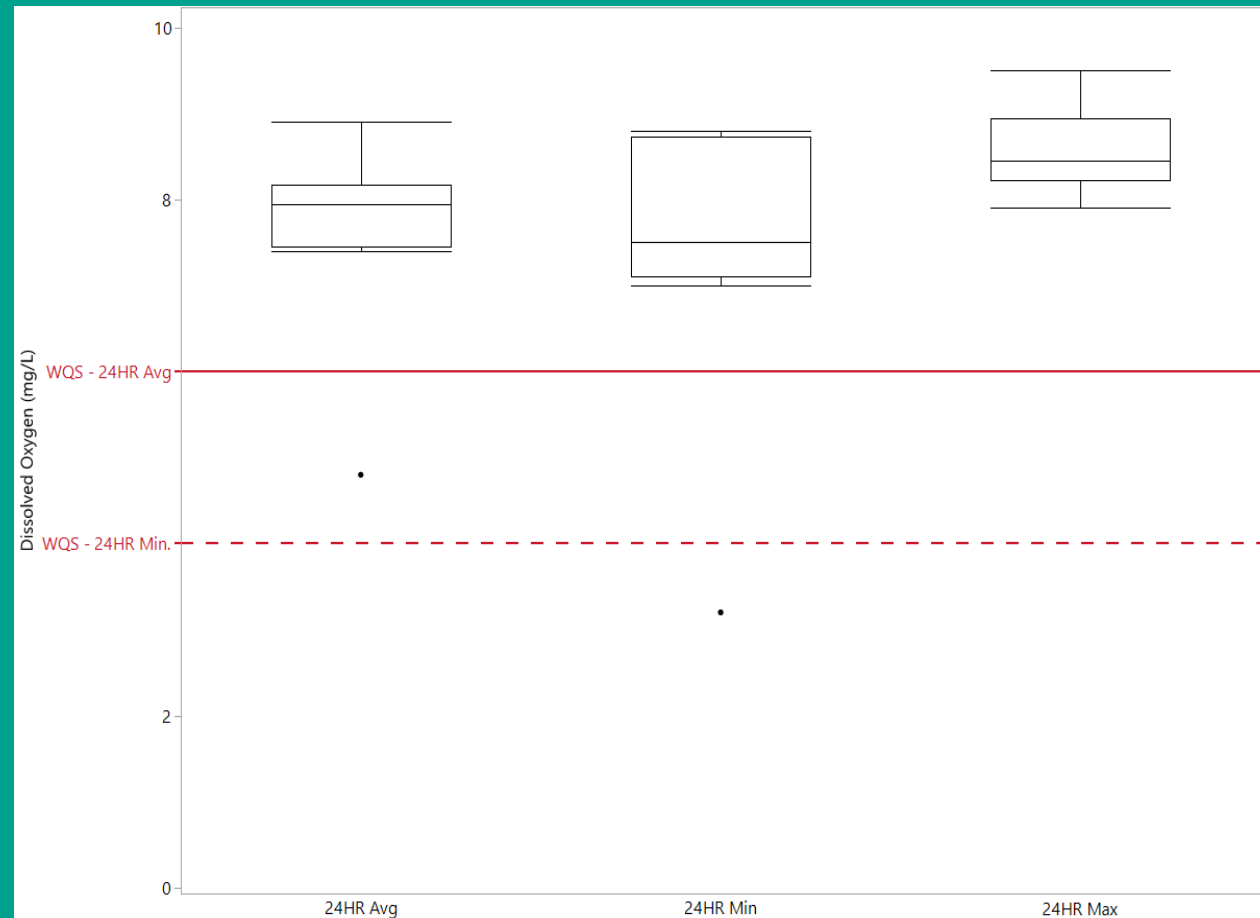 10
8
WQS - 24HR Avg
WQS - 24HR Min.
2
0
Dissolved Oxygen (mg/L)
24HR Avg
24HR Min
24HR Max